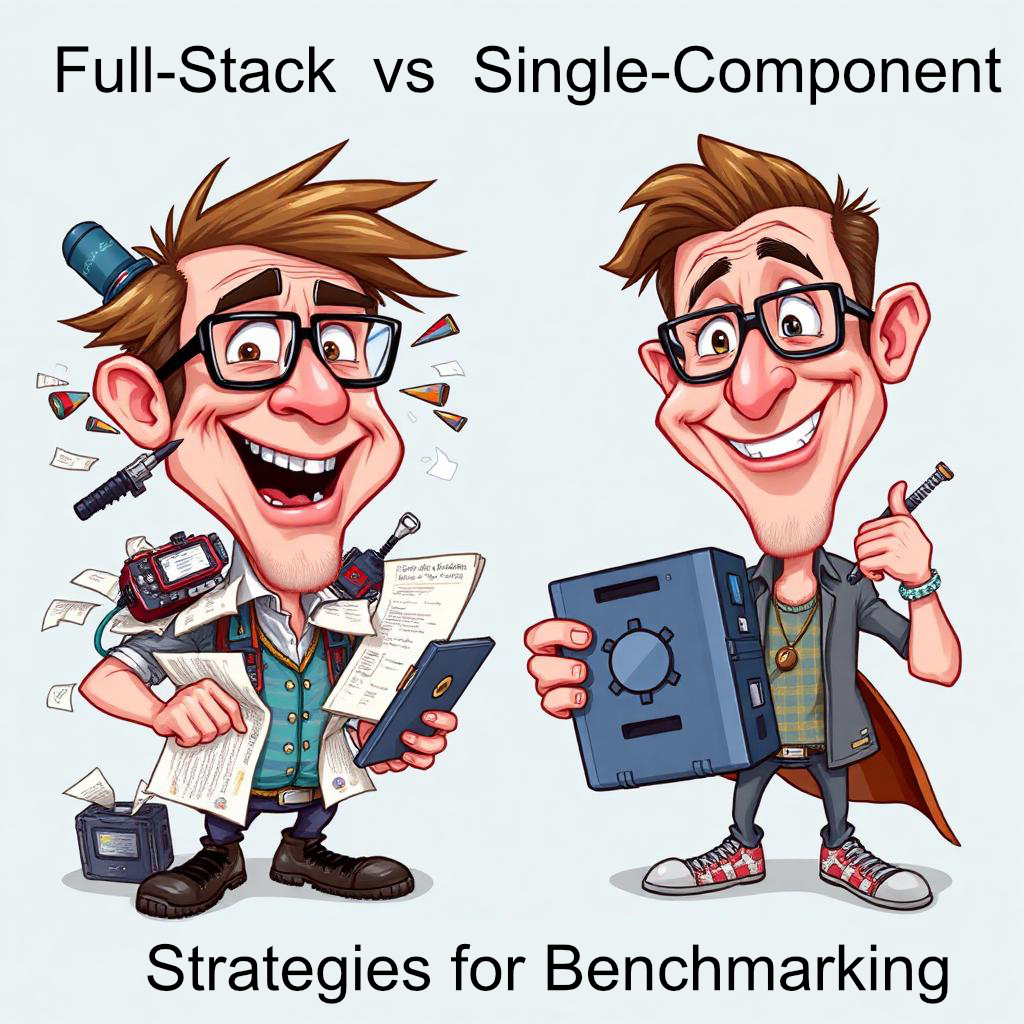 Full-Stack vs Single-Component
Strategies for Benchmarking